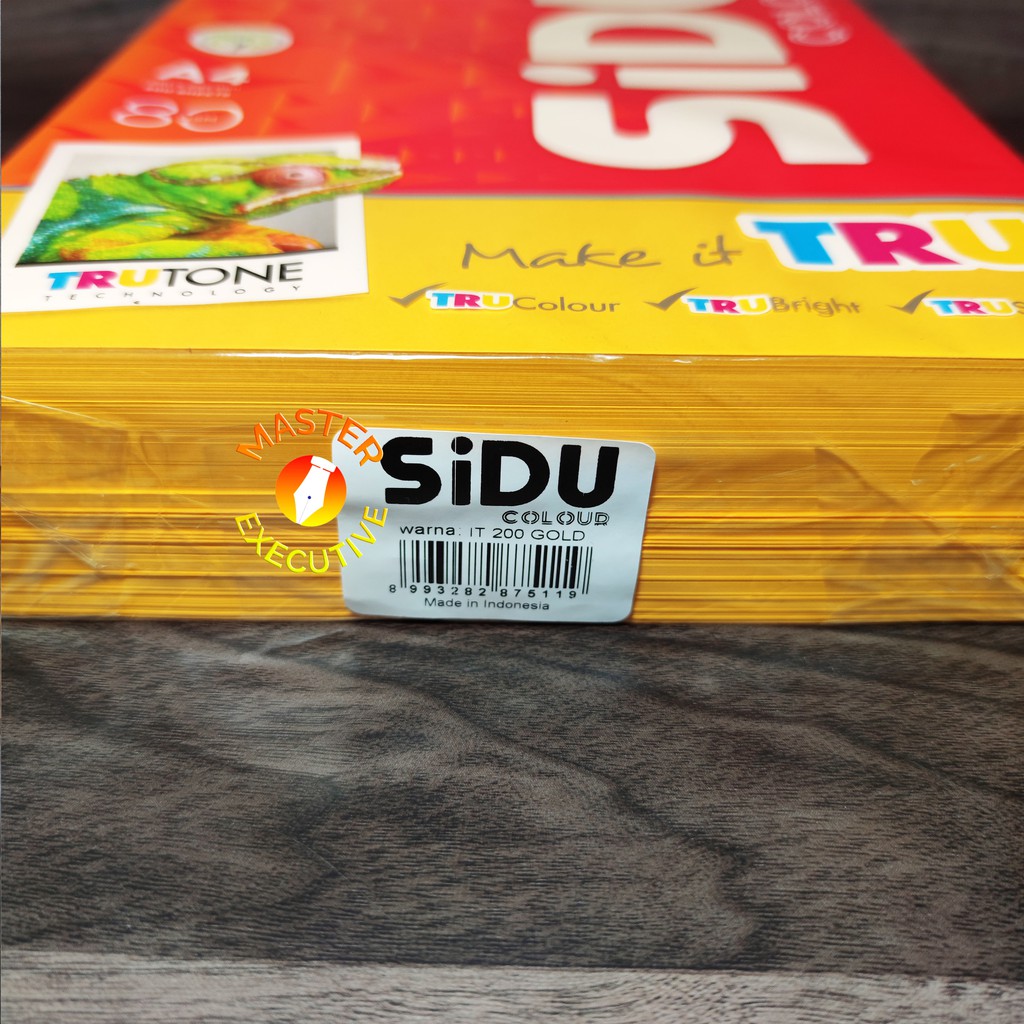 A4
80
SiDU
TRUTONE
TECHNOLOGY
Make it TRU
TRUColour TRUBright TRUS
MASTER
EXECUTIVE
SiDU
COLOUR
warna: IT 200 GOLD
8 993282 875119
Made in Indonesia